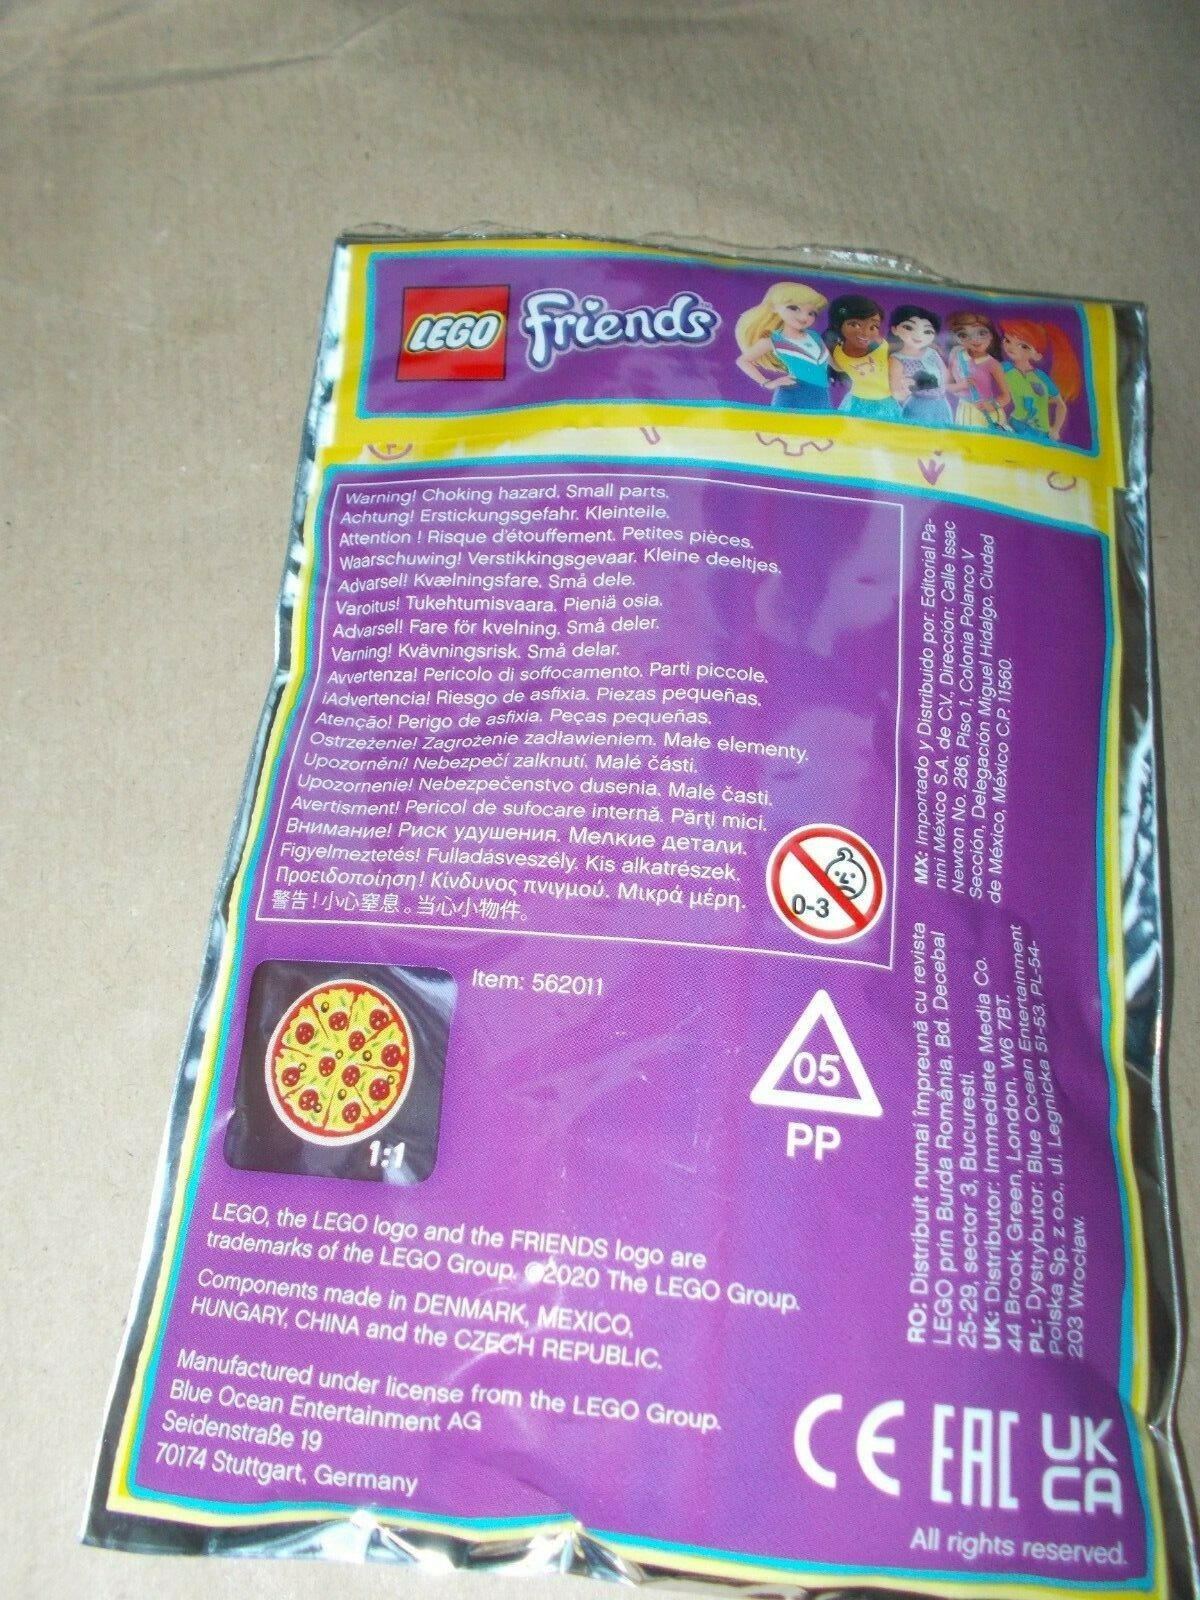 LEGO friends™
Warning! Choking hazard. Small parts.
Achtung! Erstickungsgefahr. Kleinteile.
Attention ! Risque d'étouffement. Petites pièces.
Waarschuwing! Verstikkingsgevaar. Kleine deeltjes.
Advarsel! Kvælningsfare. Små dele.
Varoitus! Tukehtumisvaara. Pieniä osia.
Advarsel! Fare för kvelning. Små deler.
Varning! Kvävningsrisk. Små delar.
Avvertenza! Pericolo di soffocamento. Parti piccole.
¡Advertencia! Riesgo de asfixia. Piezas pequeñas.
Atenção! Perigo de asfixia. Peças pequeñas.
Ostrzeżenie! Zagrożenie zadławieniem. Małe elementy.
Upozornění! Nebezpečí zalknutí. Malé části.
Upozornenie! Nebezpečenstvo dusenia. Malé časti.
Avertisment! Pericol de sufocare internă. Părţi mici.
Внимание! Риск удушения. Мелкие детали.
Figyelmeztetés! Fulladásveszély. Kis alkatrészek.
Προειδοποίηση! Κίνδυνος πνιγμού. Μικρά μέρη.
警告!小心窒息。当心小物件。
0-3
MX: Importado y Distribuido por: Editorial Pa-
nini México S.A. de C.V. Dirección: Calle Issac
Newton No. 286, Piso 1, Colonia Polanco V
Sección, Delegación Miguel Hidalgo, Ciudad
de México, México C.P. 11560.
Item: 562011
1:1
05
PP
RO: Distribuit numai împreună cu revista
LEGO prin Burda România, Bd. Decebal
25-29, sector 3, Bucuresti.
UK: Distributor: Immediate Media Co.
44 Brook Green, London, W6 7BT.
PL: Dystrybutor: Blue Ocean Entertainment
Polska Sp. z o.o., ul. Legnicka 51-53, PL-54-
203 Wrocław.
LEGO, the LEGO logo and the FRIENDS logo are
trademarks of the LEGO Group. ©2020 The LEGO Group.
Components made in DENMARK, MEXICO,
HUNGARY, CHINA and the CZECH REPUBLIC.
Manufactured under license from the LEGO Group.
Blue Ocean Entertainment AG
Seidenstraße 19
70174 Stuttgart, Germany
CE EAC UK
CA
All rights reserved.